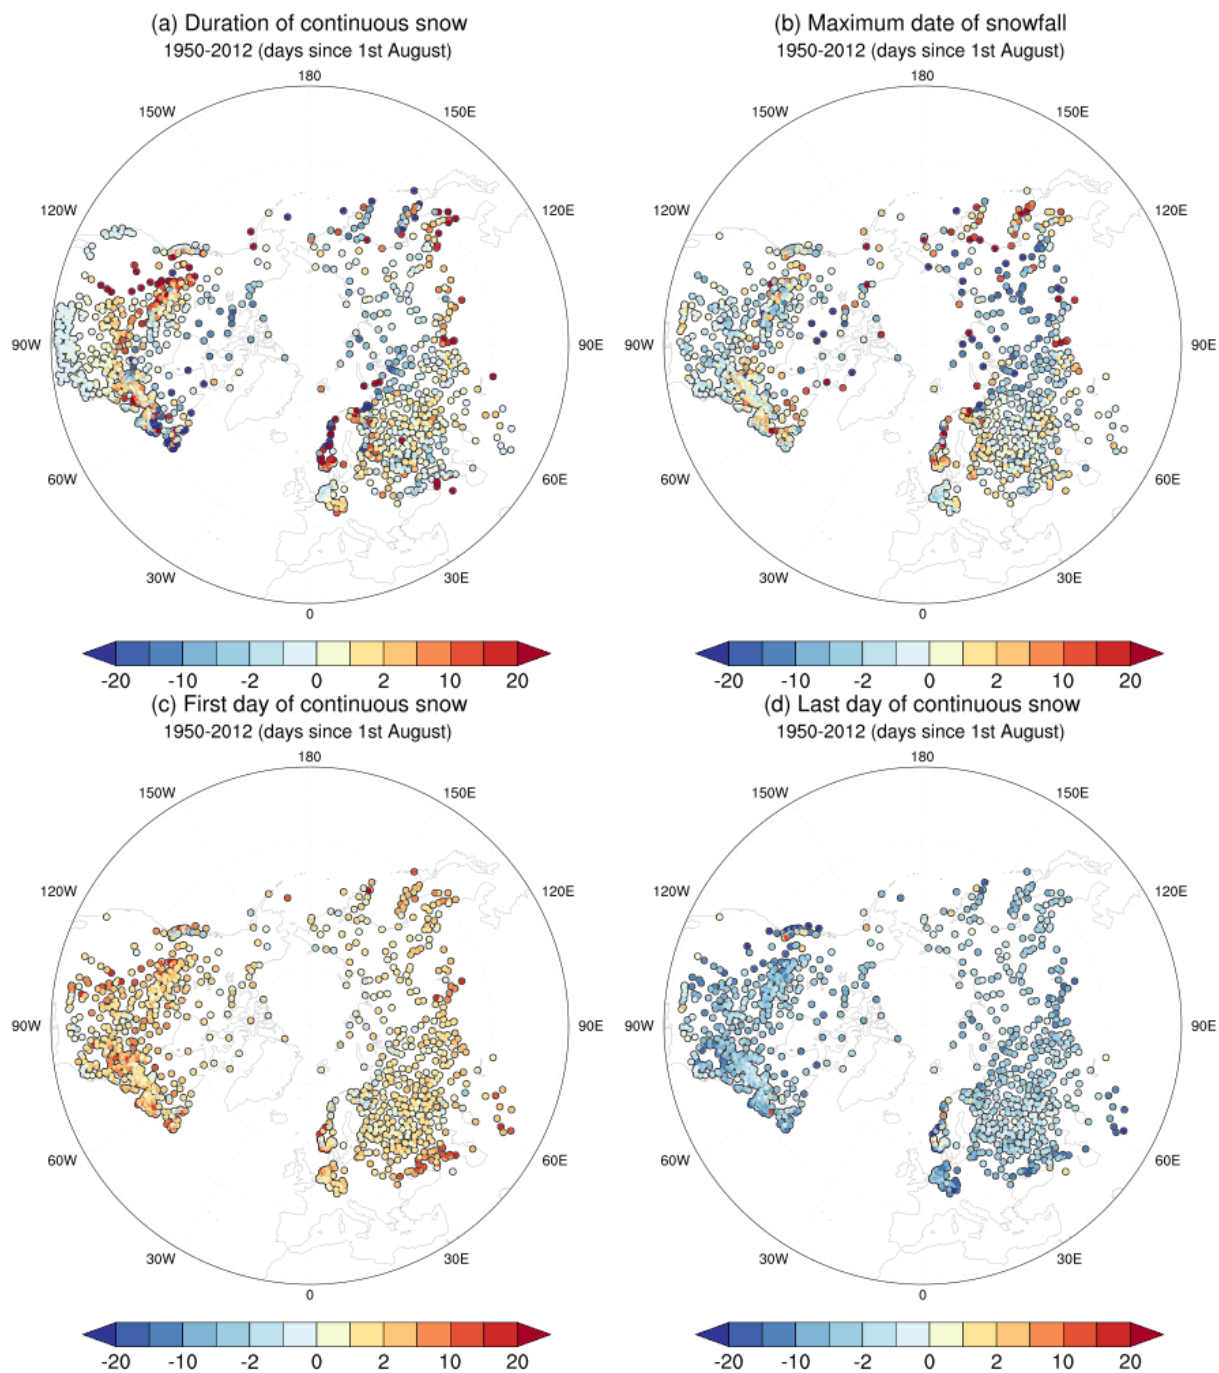 (a) Duration of continuous snow
1950-2012 (days since 1st August)
180
150W
150E
120W
120E
90W
90E
60W
60E
30W
30E
0
-20 -10 -2 0 2 10 20
(b) Maximum date of snowfall
1950-2012 (days since 1st August)
180
150W
150E
120W
120E
90W
90E
60W
60E
30W
30E
0
-20 -10 -2 0 2 10 20
(c) First day of continuous snow
1950-2012 (days since 1st August)
180
150W
150E
120W
120E
90W
90E
60W
60E
30W
30E
0
-20 -10 -2 0 2 10 20
(d) Last day of continuous snow
1950-2012 (days since 1st August)
180
150W
150E
120W
120E
90W
90E
60W
60E
30W
30E
0
-20 -10 -2 0 2 10 20